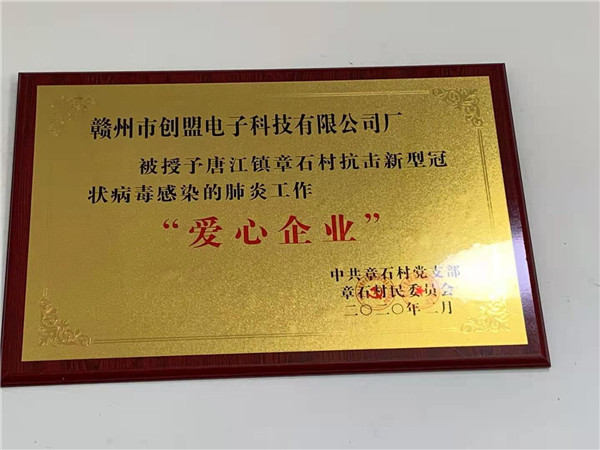 赣州市创盟电子科技有限公司厂
被授予唐江镇章石村抗击新型冠
状病毒感染的肺炎工作
“爱心企业”
中共章石村党支部
章石村民委员会
二〇二〇年二月